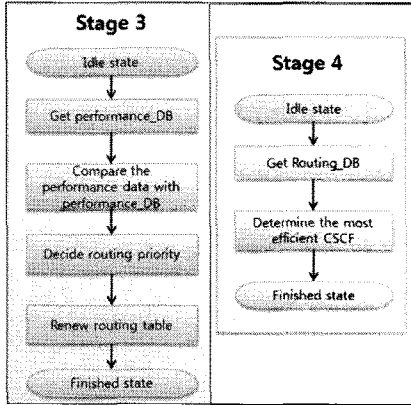 Stage 3
Idle state
Get performance_DB
Compare the
performance data with
performance_DB
Decide routing priority
Renew routing table
Finished state
Stage 4
Idle state
Get Routing_DB
Determine the most
efficient CSCF
Finished state